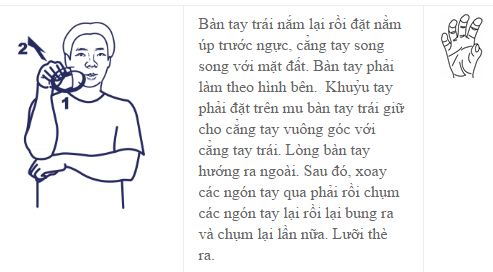 2
1
Bàn tay trái nắm lại rồi đặt nằm
úp trước ngực, cẳng tay song
song với mặt đất. Bàn tay phải
làm theo hình bên. Khuỷu tay
phải đặt trên mu bàn tay trái giữ
cho cẳng tay vuông góc với
cẳng tay trái. Lòng bàn tay
hướng ra ngoài. Sau đó, xoay
các ngón tay qua phải rồi chụm
các ngón tay lại rồi lại bung ra
và chụm lại lần nữa. Lưỡi thè
ra.